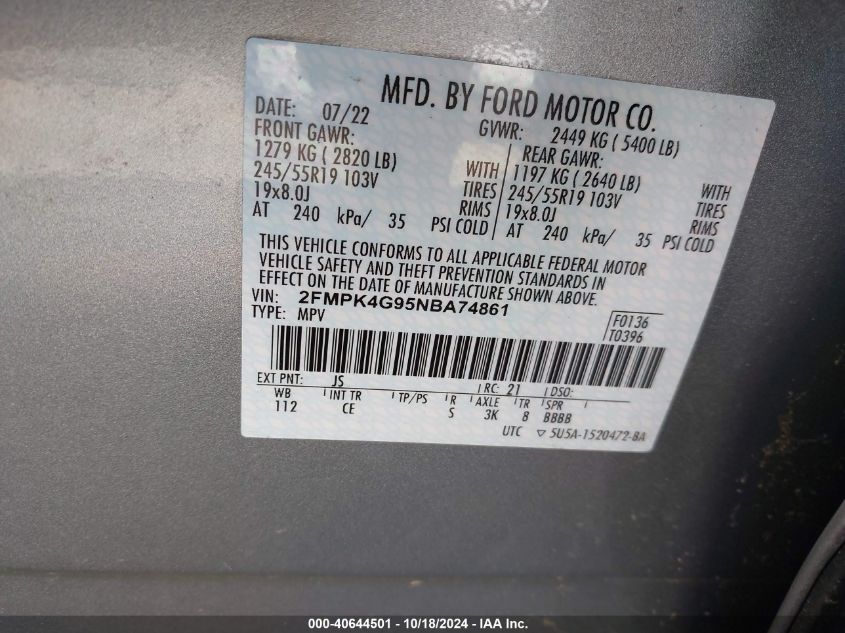 MFD. BY FORD MOTOR CO.
DATE: 07/22 GVWR: 2449 KG ( 5400 LB)
FRONT GAWR: REAR GAWR:
1279 KG ( 2820 LB) WITH 1197 KG ( 2640 LB) WITH
245/55R19 103V TIRES 245/55R19 103V TIRES
19x8.0J RIMS 19x8.0J RIMS
AT 240 kPa/ 35 PSI COLD AT 240 kPa/ 35 PSI COLD
THIS VEHICLE CONFORMS TO ALL APPLICABLE FEDERAL MOTOR
VEHICLE SAFETY AND THEFT PREVENTION STANDARDS IN
EFFECT ON THE DATE OF MANUFACTURE SHOWN ABOVE.
VIN: 2FMPK4G95NBA74861
TYPE: MPV
F0136
T0396
EXT PNT: JS RC: 21 DSO:
WB INT TR TP/PS R AXLE TR SPR
112 CE S 3K 8 BBBB
UTC ▽ 5U5A-1520472-BA
000-40644501 - 10/18/2024 - IAA Inc.